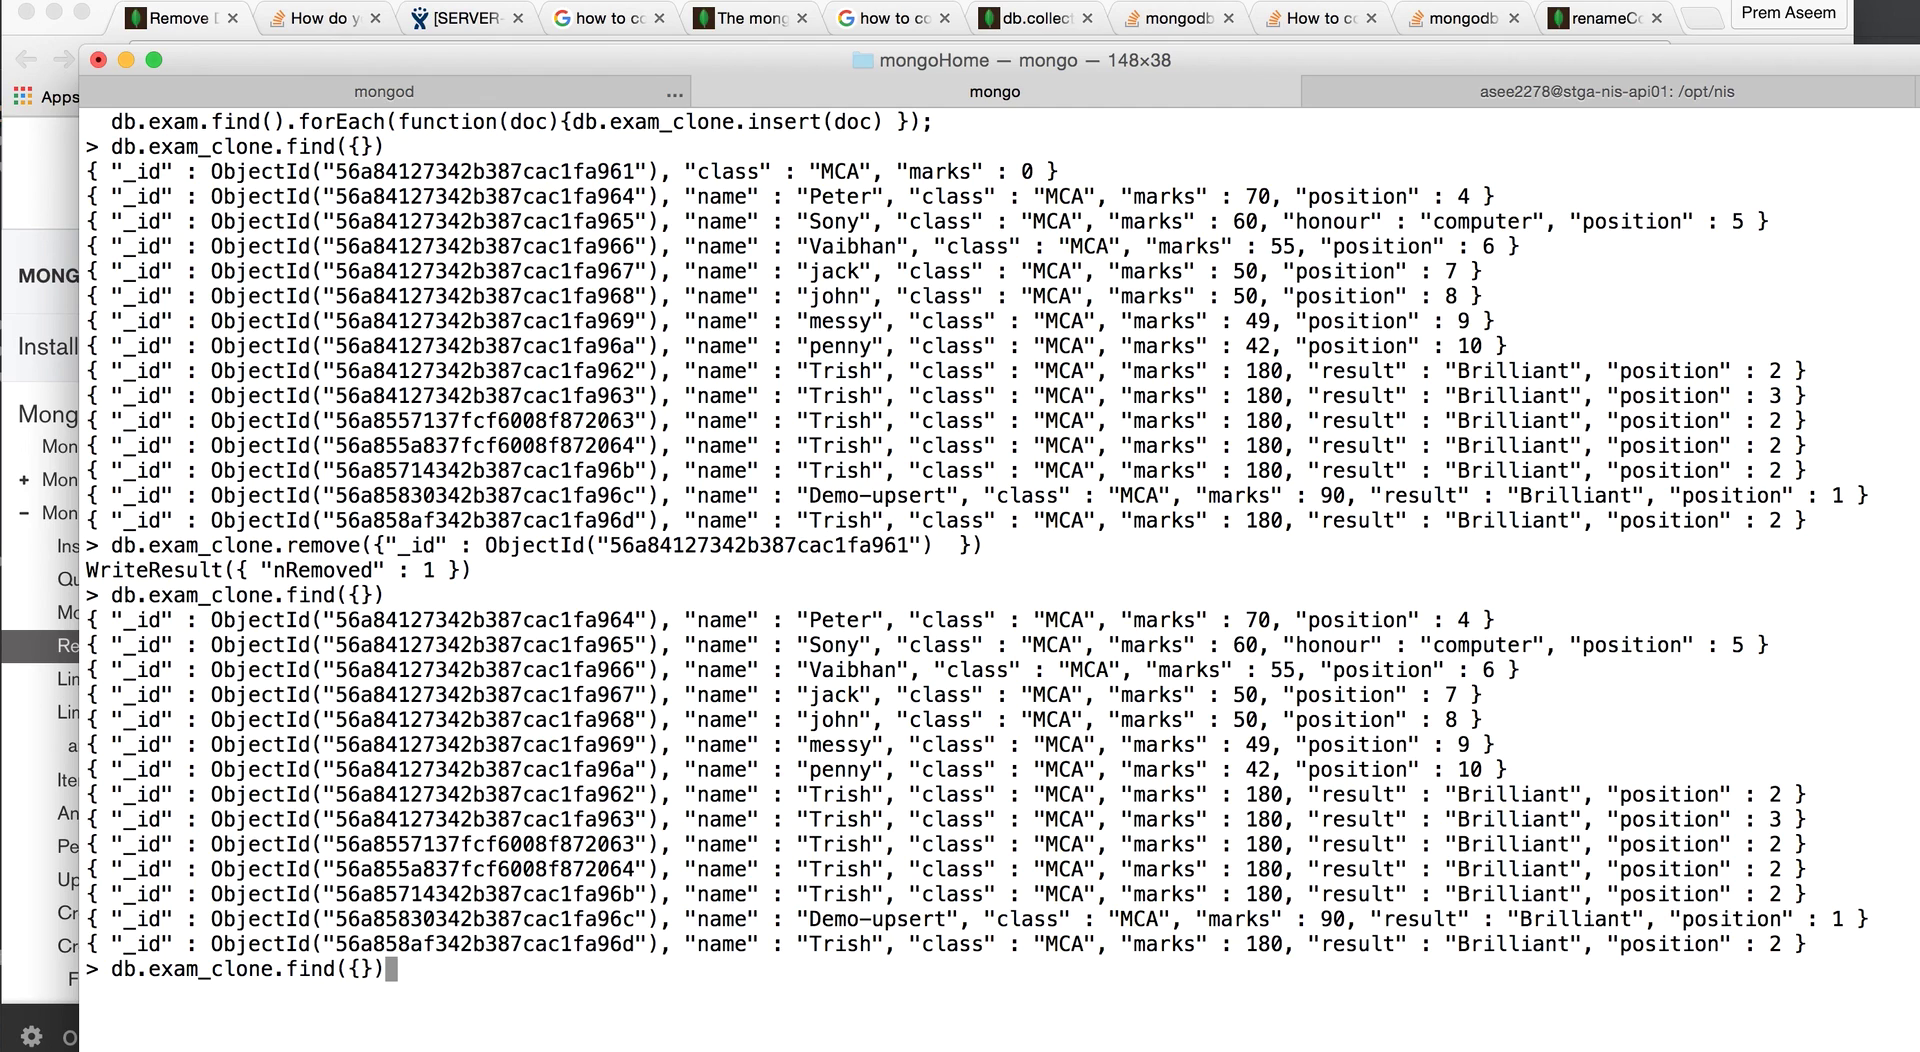 Remove D
How do y
[SERVER-
how to co
The mong
how to co
db.collec
mongodb
How to co
mongodb
renameCo
Prem Aseem
mongoHome — mongo — 148×38
Apps
mongod ...
mongo
asee2278@stga-nis-api01: /opt/nis
db.exam.find().forEach(function(doc){db.exam_clone.insert(doc) });
> db.exam_clone.find({})
{ "_id" : ObjectId("56a84127342b387cac1fa961"), "class" : "MCA", "marks" : 0 }
{ "_id" : ObjectId("56a84127342b387cac1fa964"), "name" : "Peter", "class" : "MCA", "marks" : 70, "position" : 4 }
{ "_id" : ObjectId("56a84127342b387cac1fa965"), "name" : "Sony", "class" : "MCA", "marks" : 60, "honour" : "computer", "position" : 5 }
{ "_id" : ObjectId("56a84127342b387cac1fa966"), "name" : "Vaibhan", "class" : "MCA", "marks" : 55, "position" : 6 }
{ "_id" : ObjectId("56a84127342b387cac1fa967"), "name" : "jack", "class" : "MCA", "marks" : 50, "position" : 7 }
{ "_id" : ObjectId("56a84127342b387cac1fa968"), "name" : "john", "class" : "MCA", "marks" : 50, "position" : 8 }
{ "_id" : ObjectId("56a84127342b387cac1fa969"), "name" : "messy", "class" : "MCA", "marks" : 49, "position" : 9 }
{ "_id" : ObjectId("56a84127342b387cac1fa96a"), "name" : "penny", "class" : "MCA", "marks" : 42, "position" : 10 }
{ "_id" : ObjectId("56a84127342b387cac1fa962"), "name" : "Trish", "class" : "MCA", "marks" : 180, "result" : "Brilliant", "position" : 2 }
{ "_id" : ObjectId("56a84127342b387cac1fa963"), "name" : "Trish", "class" : "MCA", "marks" : 180, "result" : "Brilliant", "position" : 3 }
{ "_id" : ObjectId("56a8557137fcf6008f872063"), "name" : "Trish", "class" : "MCA", "marks" : 180, "result" : "Brilliant", "position" : 2 }
{ "_id" : ObjectId("56a855a837fcf6008f872064"), "name" : "Trish", "class" : "MCA", "marks" : 180, "result" : "Brilliant", "position" : 2 }
{ "_id" : ObjectId("56a85714342b387cac1fa96b"), "name" : "Trish", "class" : "MCA", "marks" : 180, "result" : "Brilliant", "position" : 2 }
{ "_id" : ObjectId("56a85830342b387cac1fa96c"), "name" : "Demo-upsert", "class" : "MCA", "marks" : 90, "result" : "Brilliant", "position" : 1 }
{ "_id" : ObjectId("56a858af342b387cac1fa96d"), "name" : "Trish", "class" : "MCA", "marks" : 180, "result" : "Brilliant", "position" : 2 }
> db.exam_clone.remove({"_id" : ObjectId("56a84127342b387cac1fa961")  })
WriteResult({ "nRemoved" : 1 })
> db.exam_clone.find({})
{ "_id" : ObjectId("56a84127342b387cac1fa964"), "name" : "Peter", "class" : "MCA", "marks" : 70, "position" : 4 }
{ "_id" : ObjectId("56a84127342b387cac1fa965"), "name" : "Sony", "class" : "MCA", "marks" : 60, "honour" : "computer", "position" : 5 }
{ "_id" : ObjectId("56a84127342b387cac1fa966"), "name" : "Vaibhan", "class" : "MCA", "marks" : 55, "position" : 6 }
{ "_id" : ObjectId("56a84127342b387cac1fa967"), "name" : "jack", "class" : "MCA", "marks" : 50, "position" : 7 }
{ "_id" : ObjectId("56a84127342b387cac1fa968"), "name" : "john", "class" : "MCA", "marks" : 50, "position" : 8 }
{ "_id" : ObjectId("56a84127342b387cac1fa969"), "name" : "messy", "class" : "MCA", "marks" : 49, "position" : 9 }
{ "_id" : ObjectId("56a84127342b387cac1fa96a"), "name" : "penny", "class" : "MCA", "marks" : 42, "position" : 10 }
{ "_id" : ObjectId("56a84127342b387cac1fa962"), "name" : "Trish", "class" : "MCA", "marks" : 180, "result" : "Brilliant", "position" : 2 }
{ "_id" : ObjectId("56a84127342b387cac1fa963"), "name" : "Trish", "class" : "MCA", "marks" : 180, "result" : "Brilliant", "position" : 3 }
{ "_id" : ObjectId("56a8557137fcf6008f872063"), "name" : "Trish", "class" : "MCA", "marks" : 180, "result" : "Brilliant", "position" : 2 }
{ "_id" : ObjectId("56a855a837fcf6008f872064"), "name" : "Trish", "class" : "MCA", "marks" : 180, "result" : "Brilliant", "position" : 2 }
{ "_id" : ObjectId("56a85714342b387cac1fa96b"), "name" : "Trish", "class" : "MCA", "marks" : 180, "result" : "Brilliant", "position" : 2 }
{ "_id" : ObjectId("56a85830342b387cac1fa96c"), "name" : "Demo-upsert", "class" : "MCA", "marks" : 90, "result" : "Brilliant", "position" : 1 }
{ "_id" : ObjectId("56a858af342b387cac1fa96d"), "name" : "Trish", "class" : "MCA", "marks" : 180, "result" : "Brilliant", "position" : 2 }
> db.exam_clone.find({})
MONG
Install
Mong
Mon
+ Mon
− Mon
Ins
Qu
Mo
Re
Lim
Lim
a
Ite
An
Pe
Up
Cr
Cr
F